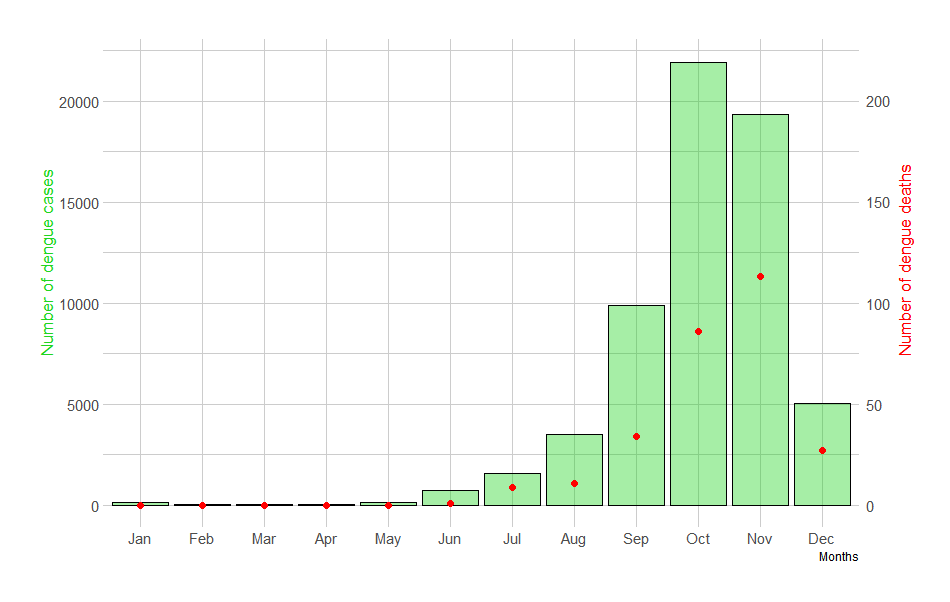 Number of dengue cases
20000
15000
10000
5000
0
200
150
100
50
0
Number of dengue deaths
Jan Feb Mar Apr May Jun Jul Aug Sep Oct Nov Dec
Months